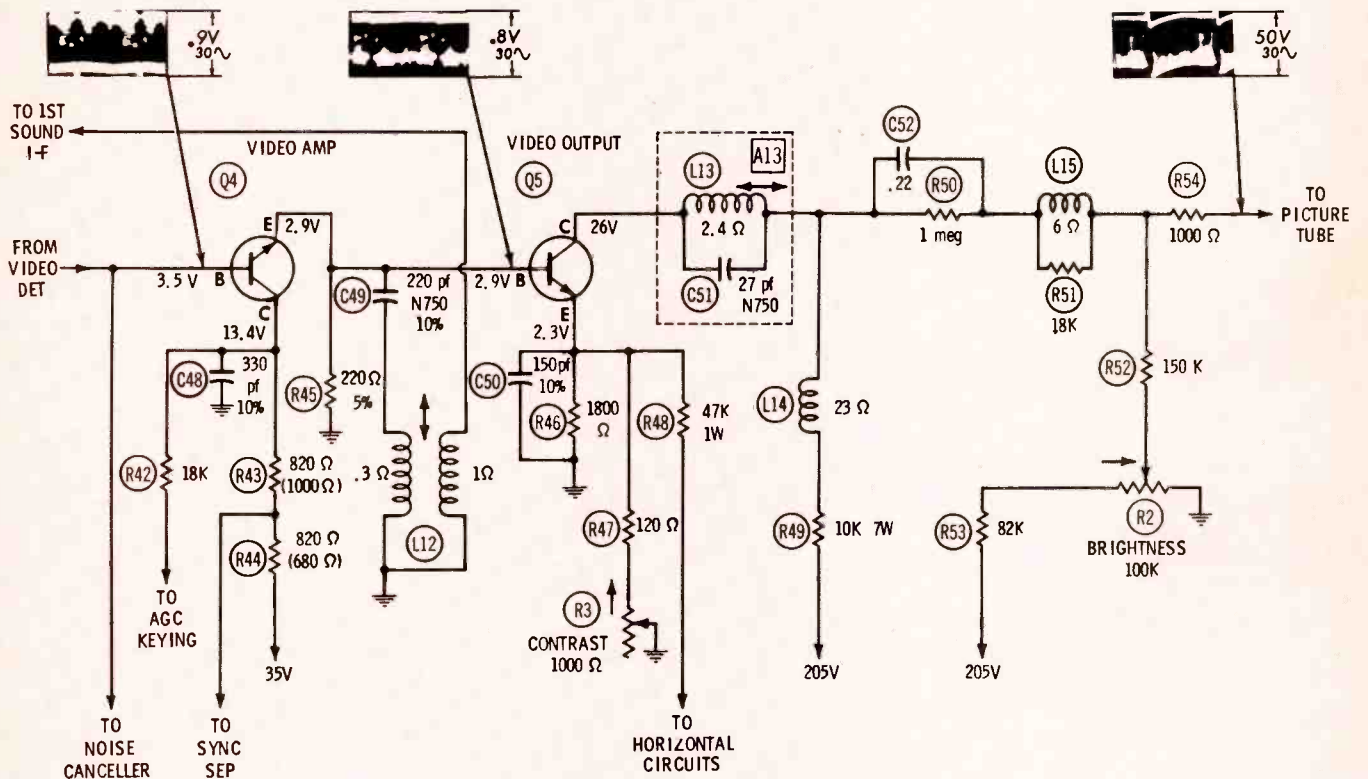 .9V
30~
.8V
30~
50V
30~
TO 1ST
SOUND
I-F
VIDEO AMP
VIDEO OUTPUT
Q4
Q5
L13
A13
2.4 Ω
C51
27 pf
N750
C52
.22
R50
1 meg
L15
6 Ω
R51
18K
R54
1000 Ω
TO
PICTURE
TUBE
FROM
VIDEO
DET
E
2.9V
3.5 V
B
C
13.4V
C49
220 pf
N750
10%
2.9V
B
C
26V
E
2.3V
C48
330
pf
10%
R45
220Ω
5%
C50
150pf
10%
R46
1800
Ω
R48
47K
1W
L14
23 Ω
R52
150 K
R42
18K
R43
820 Ω
(1000Ω)
R44
820 Ω
(680 Ω)
.3 Ω
1Ω
L12
R47
120 Ω
R3
CONTRAST
1000 Ω
R49
10K 7W
R53
82K
R2
BRIGHTNESS
100K
TO
AGC
KEYING
35V
205V
205V
TO
NOISE
CANCELLER
TO
SYNC
SEP
TO
HORIZONTAL
CIRCUITS